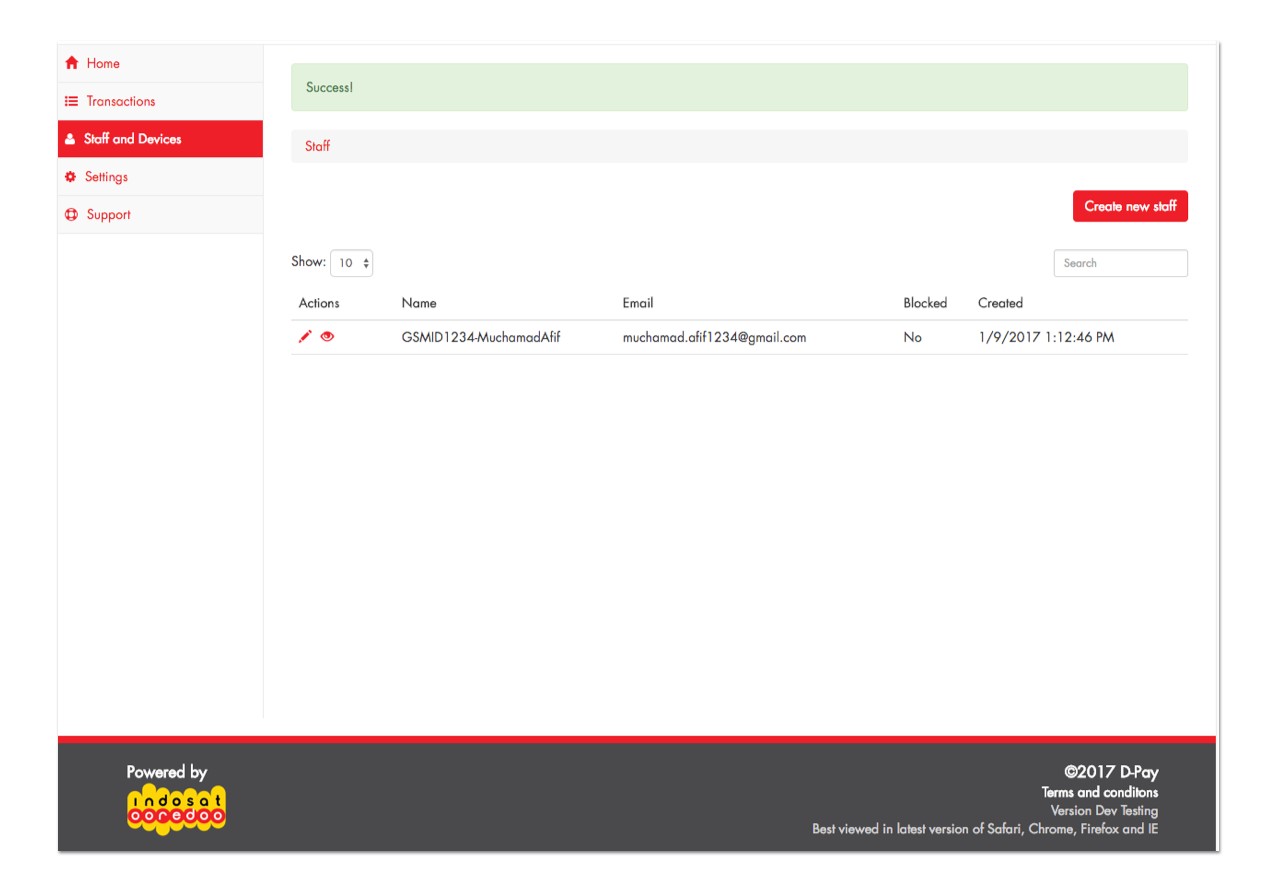 Home
Transactions
Staff and Devices
Settings
Support
Success!
Staff
Create new staff
Show: 10
Search
Actions Name Email Blocked Created
GSMID1234-MuchamadAfif muchamad.afif1234@gmail.com No 1/9/2017 1:12:46 PM
Powered by
indosat
ooredoo
©2017 D-Pay
Terms and conditons
Version Dev Testing
Best viewed in latest version of Safari, Chrome, Firefox and IE